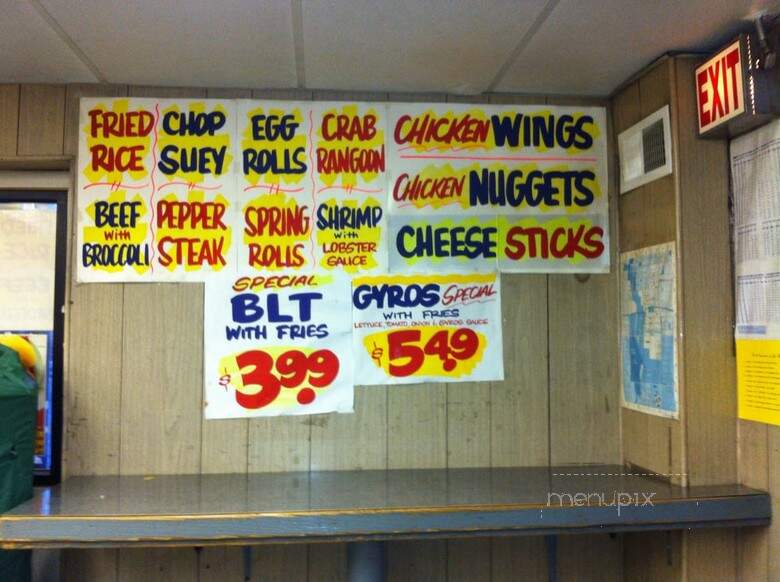 FRIED
RICE
CHOP
SUEY
EGG
ROLLS
CRAB
RANGOON
CHICKEN WINGS
CHICKEN NUGGETS
CHEESE STICKS
BEEF
WITH
BROCCOLI
PEPPER
STEAK
SPRING
ROLLS
SHRIMP
WITH
LOBSTER
SAUCE
SPECIAL
BLT
WITH FRIES
$3.99
GYROS SPECIAL
WITH FRIES
LETTUCE, TOMATO, ONION & GYROS SAUCE
$5.49
EXIT
menupix